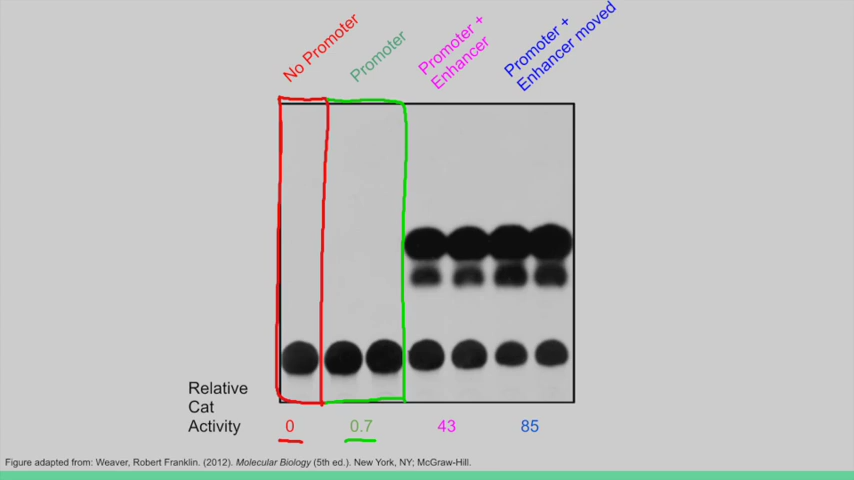 No Promoter
Promoter
Promoter +
Enhancer
Promoter +
Enhancer moved
Relative
Cat
Activity 0 0.7 43 85
Figure adapted from: Weaver, Robert Franklin. (2012). Molecular Biology (5th ed.). New York, NY; McGraw-Hill.